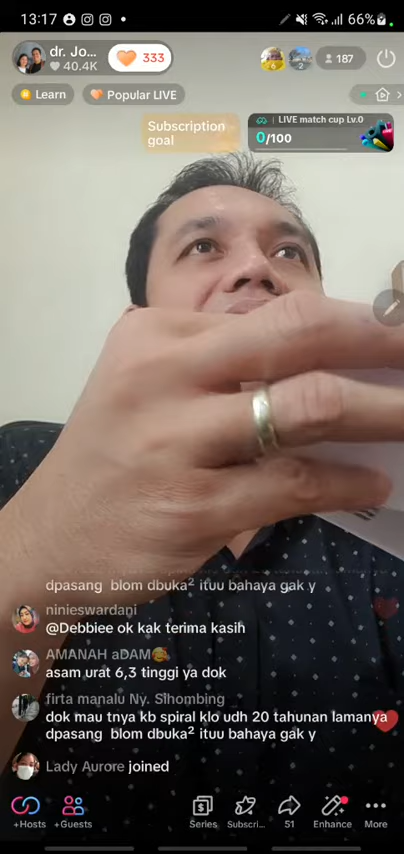 13:17
66%
dr. Jo...
40.4K
333
6
2
187
Learn
Popular LIVE
Subscription
goal
LIVE match cup Lv.0
0/100
dpasang blom dbuka² ituu bahaya gak y
ninieswardani
@Debbiee ok kak terima kasih
AMANAH aDAM🥰
asam urat 6,3 tinggi ya dok
firta manalu Ny. Sihombing
dok mau tnya kb spiral klo udh 20 tahunan lamanya
dpasang blom dbuka² ituu bahaya gak y
Lady Aurore joined
+Hosts
+Guests
Series
Subscri...
51
Enhance
More